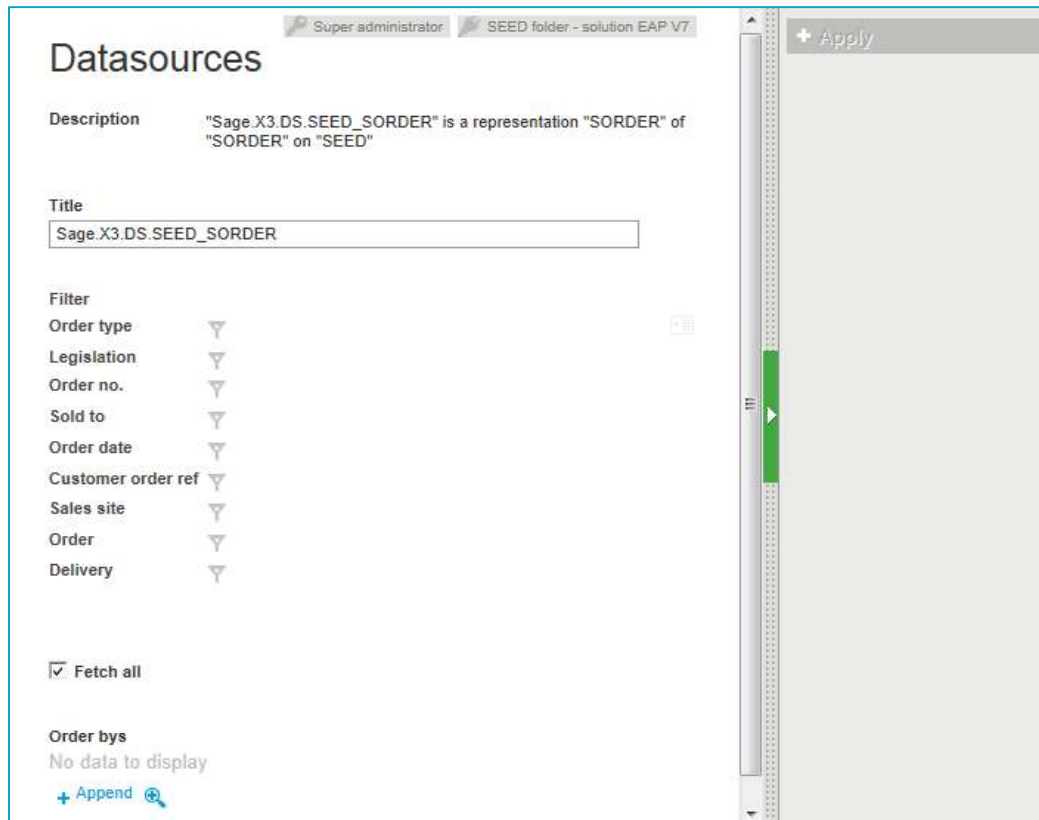 Super administrator SEED folder - solution EAP V7
Apply
Datasources
Description "Sage.X3.DS.SEED_SORDER" is a representation "SORDER" of
"SORDER" on "SEED"
Title
Sage.X3.DS.SEED_SORDER
Filter
Order type
Legislation
Order no.
Sold to
Order date
Customer order ref
Sales site
Order
Delivery
Fetch all
Order bys
No data to display
+ Append